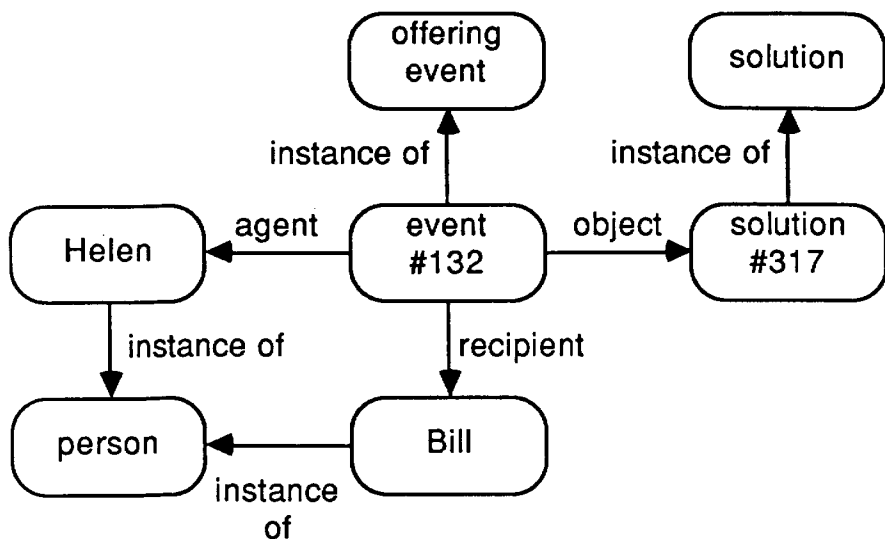 offering
event
solution
instance of
instance of
Helen
agent
event
#132
object
solution
#317
instance of
recipient
person
Bill
instance
of